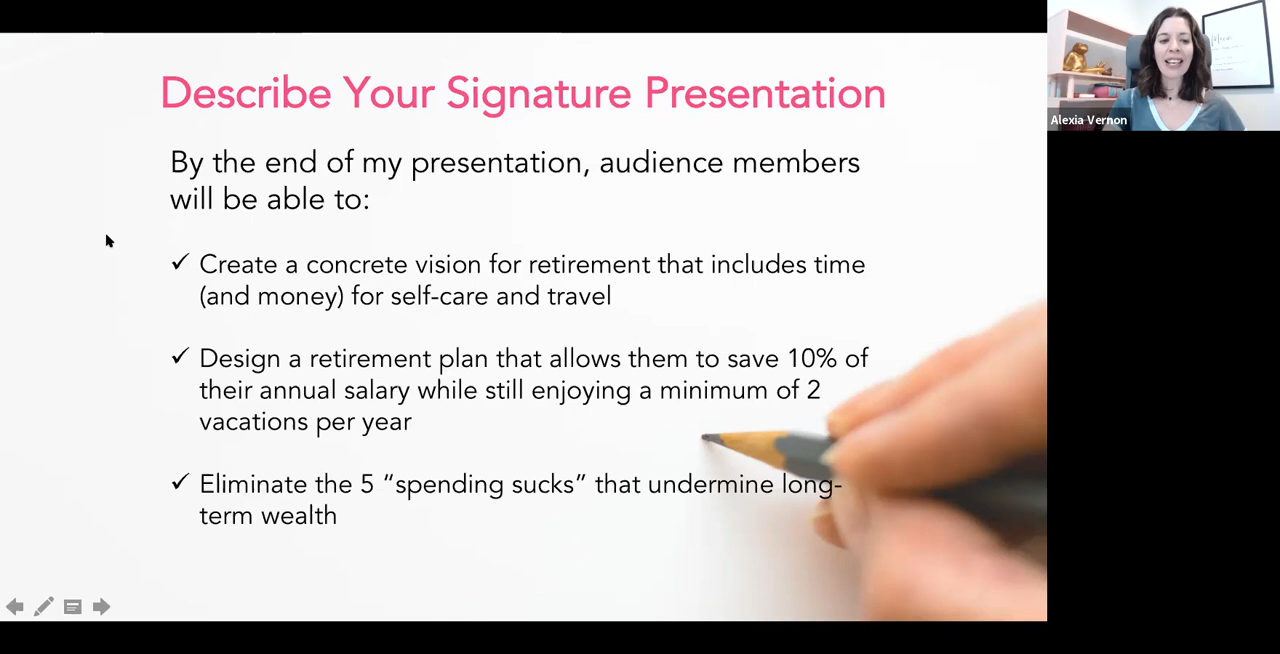 Describe Your Signature Presentation
By the end of my presentation, audience members
will be able to:
✓ Create a concrete vision for retirement that includes time
(and money) for self-care and travel
✓ Design a retirement plan that allows them to save 10% of
their annual salary while still enjoying a minimum of 2
vacations per year
✓ Eliminate the 5 “spending sucks” that undermine long-
term wealth
Alexia Vernon